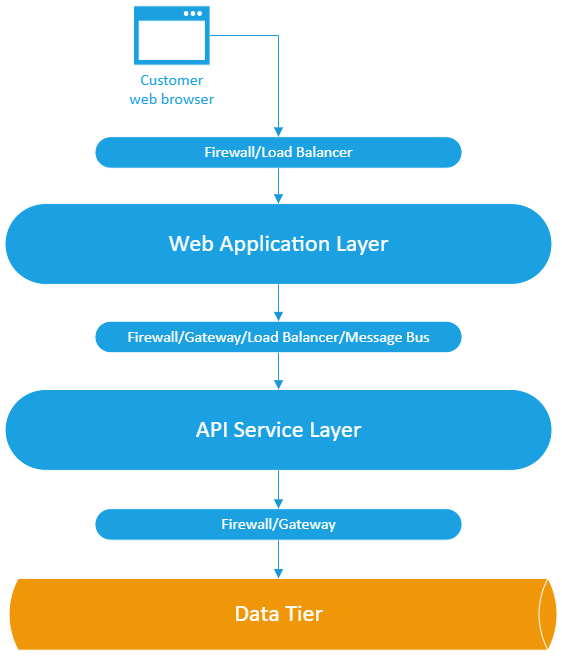 Customer
web browser
Firewall/Load Balancer
Web Application Layer
Firewall/Gateway/Load Balancer/Message Bus
API Service Layer
Firewall/Gateway
Data Tier